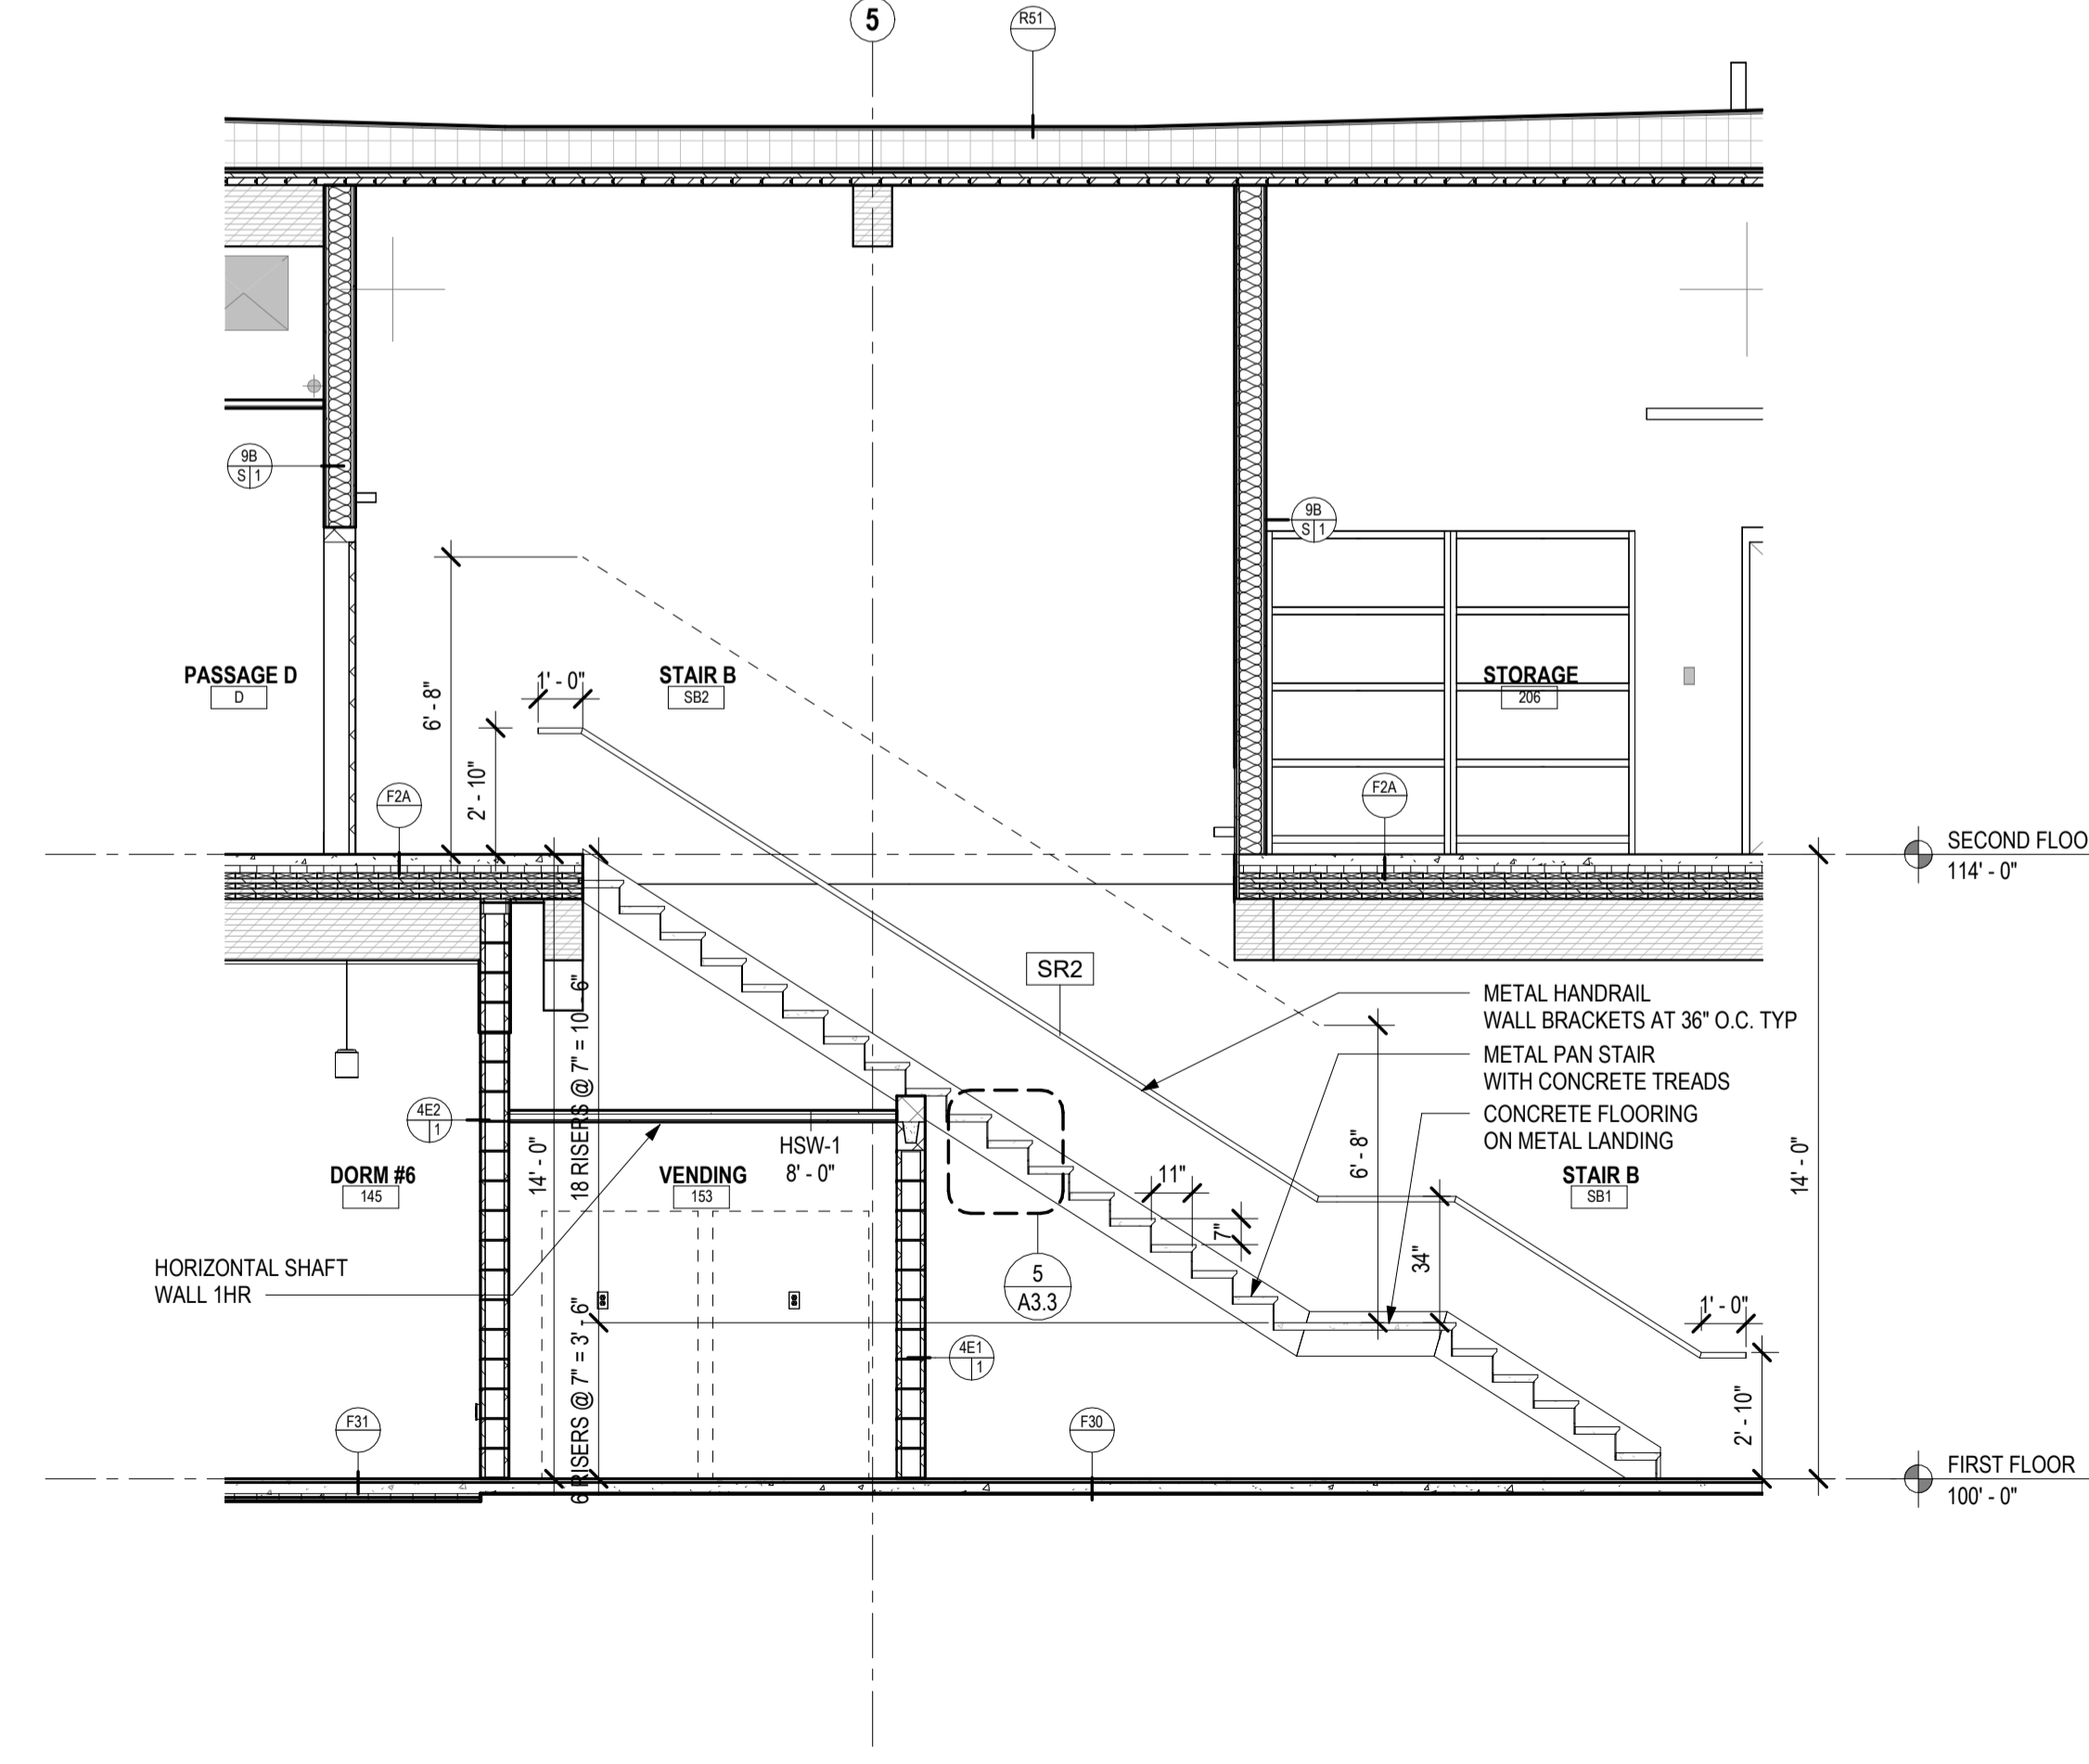 5
R51
9B
S 1
9B
S 1
PASSAGE D
D
6' - 8"
1' - 0"
STAIR B
SB2
STORAGE
206
2' - 10"
F2A
F2A
SECOND FLOO
114' - 0"
SR2
METAL HANDRAIL
WALL BRACKETS AT 36" O.C. TYP
METAL PAN STAIR
WITH CONCRETE TREADS
CONCRETE FLOORING
ON METAL LANDING
4E2
1
14' - 0"
18 RISERS @ 7" = 10' - 6"
HSW-1
8' - 0"
DORM #6
145
VENDING
153
11"
7"
6' - 8"
STAIR B
SB1
14' - 0"
34"
HORIZONTAL SHAFT
WALL 1HR
5
A3.3
1' - 0"
6 RISERS @ 7" = 3' - 6"
4E1
1
2' - 10"
F31
F30
FIRST FLOOR
100' - 0"